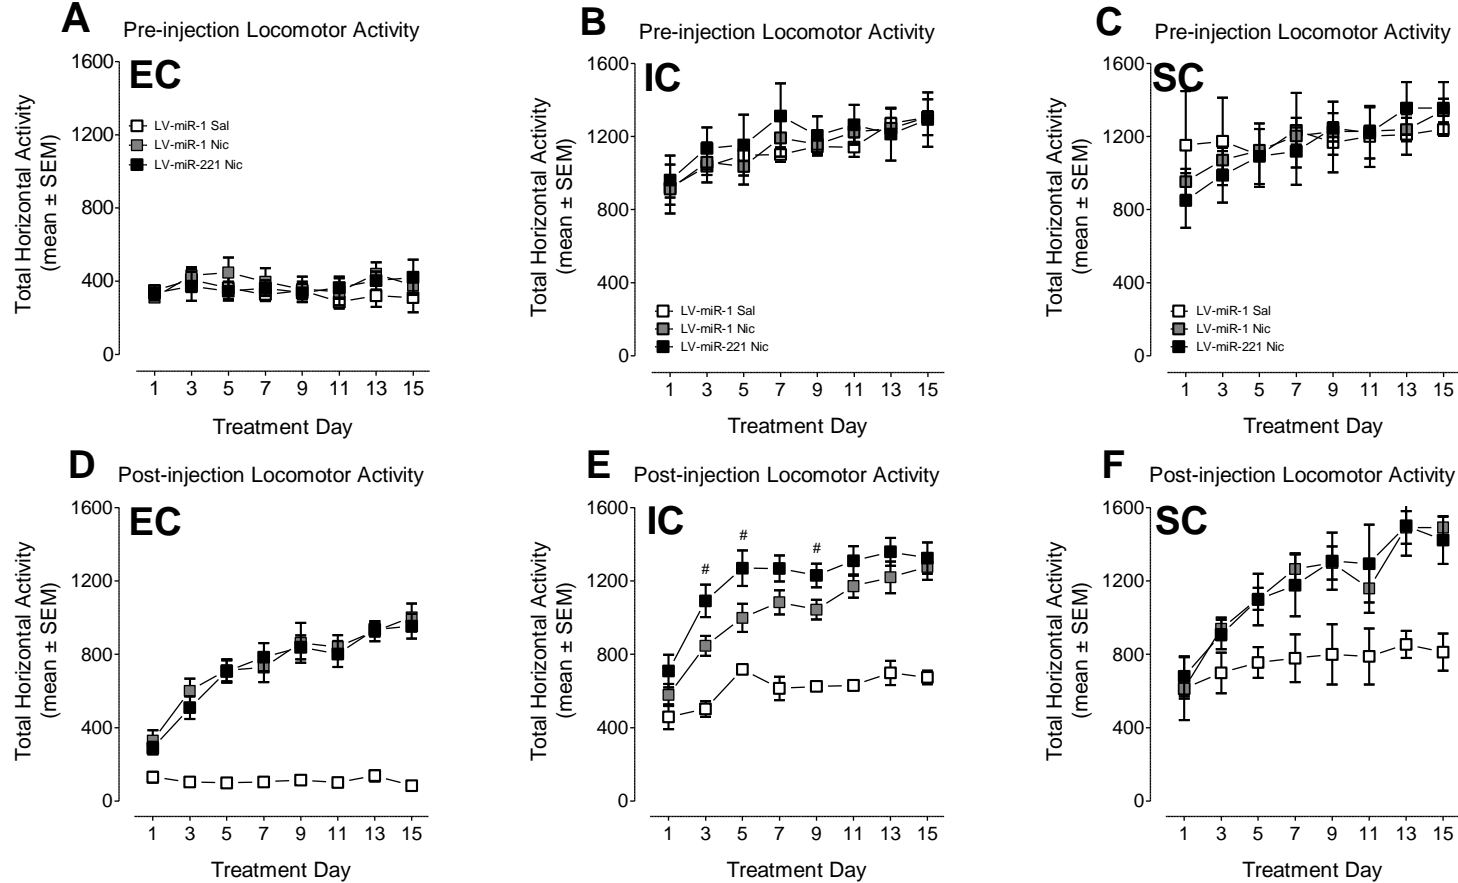 A
Pre-injection Locomotor Activity
EC
1600
1200
800
400
0
Total Horizontal Activity
(mean ± SEM)
LV-miR-1 Sal
LV-miR-1 Nic
LV-miR-221 Nic
1 3 5 7 9 11 13 15
Treatment Day
B
Pre-injection Locomotor Activity
IC
1600
1200
800
400
0
Total Horizontal Activity
(mean ± SEM)
LV-miR-1 Sal
LV-miR-1 Nic
LV-miR-221 Nic
1 3 5 7 9 11 13 15
Treatment Day
C
Pre-injection Locomotor Activity
SC
1600
1200
800
400
0
Total Horizontal Activity
(mean ± SEM)
LV-miR-1 Sal
LV-miR-1 Nic
LV-miR-221 Nic
1 3 5 7 9 11 13 15
Treatment Day
D
Post-injection Locomotor Activity
EC
1600
1200
800
400
0
Total Horizontal Activity
(mean ± SEM)
1 3 5 7 9 11 13 15
Treatment Day
E
Post-injection Locomotor Activity
IC
1600
1200
800
400
0
Total Horizontal Activity
(mean ± SEM)
# # #
1 3 5 7 9 11 13 15
Treatment Day
F
Post-injection Locomotor Activity
SC
1600
1200
800
400
0
Total Horizontal Activity
(mean ± SEM)
1 3 5 7 9 11 13 15
Treatment Day